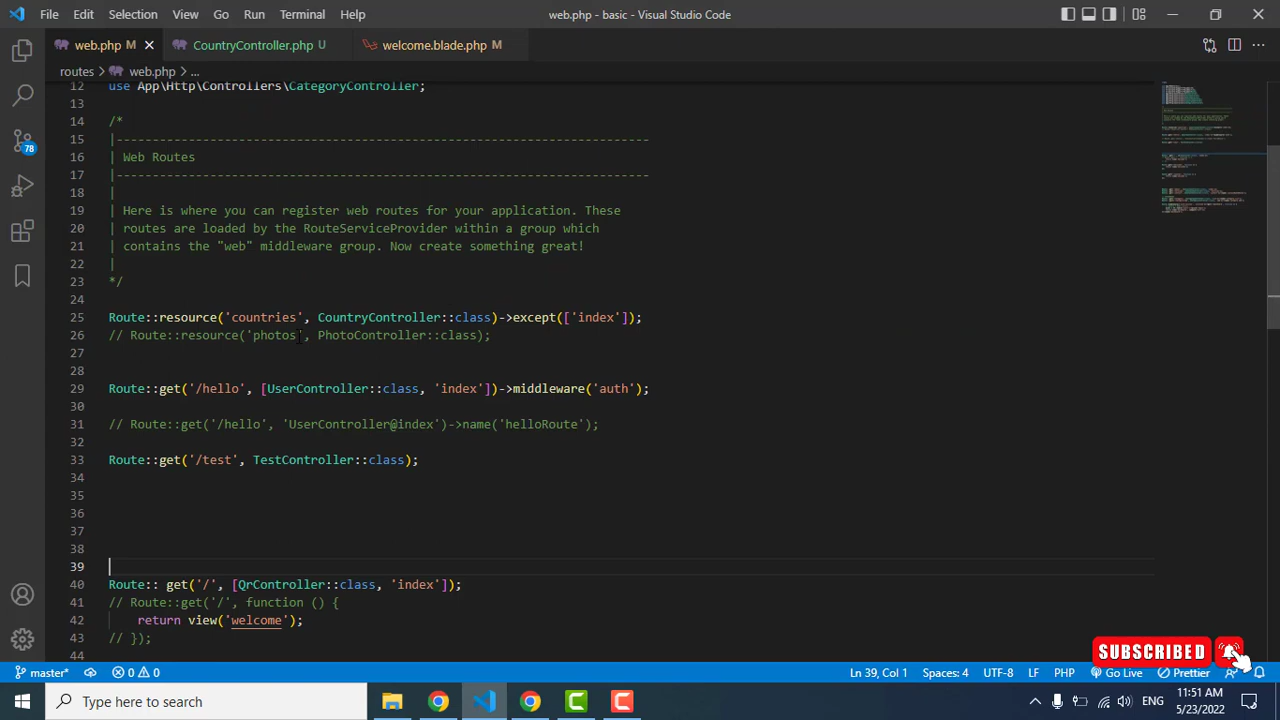 File Edit Selection View Go Run Terminal Help web.php - basic - Visual Studio Code
web.php M CountryController.php U welcome.blade.php M
routes > web.php > ...
12 use App\Http\Controllers\CategoryController;
13
14 /*
15 |--------------------------------------------------------------------------
16 | Web Routes
17 |--------------------------------------------------------------------------
18 |
19 | Here is where you can register web routes for your application. These
20 | routes are loaded by the RouteServiceProvider within a group which
21 | contains the "web" middleware group. Now create something great!
22 |
23 */
24
25 Route::resource('countries', CountryController::class)->except(['index']);
26 // Route::resource('photos', PhotoController::class);
27
28
29 Route::get('/hello', [UserController::class, 'index'])->middleware('auth');
30
31 // Route::get('/hello', 'UserController@index')->name('helloRoute');
32
33 Route::get('/test', TestController::class);
34
35
36
37
38
39
40 Route:: get('/', [QrController::class, 'index']);
41 // Route::get('/', function () {
42 return view('welcome');
43 // });
44
78
SUBSCRIBED
master* 0 0 Ln 39, Col 1 Spaces: 4 UTF-8 LF PHP Go Live Prettier
Type here to search
ENG
11:51 AM
5/23/2022